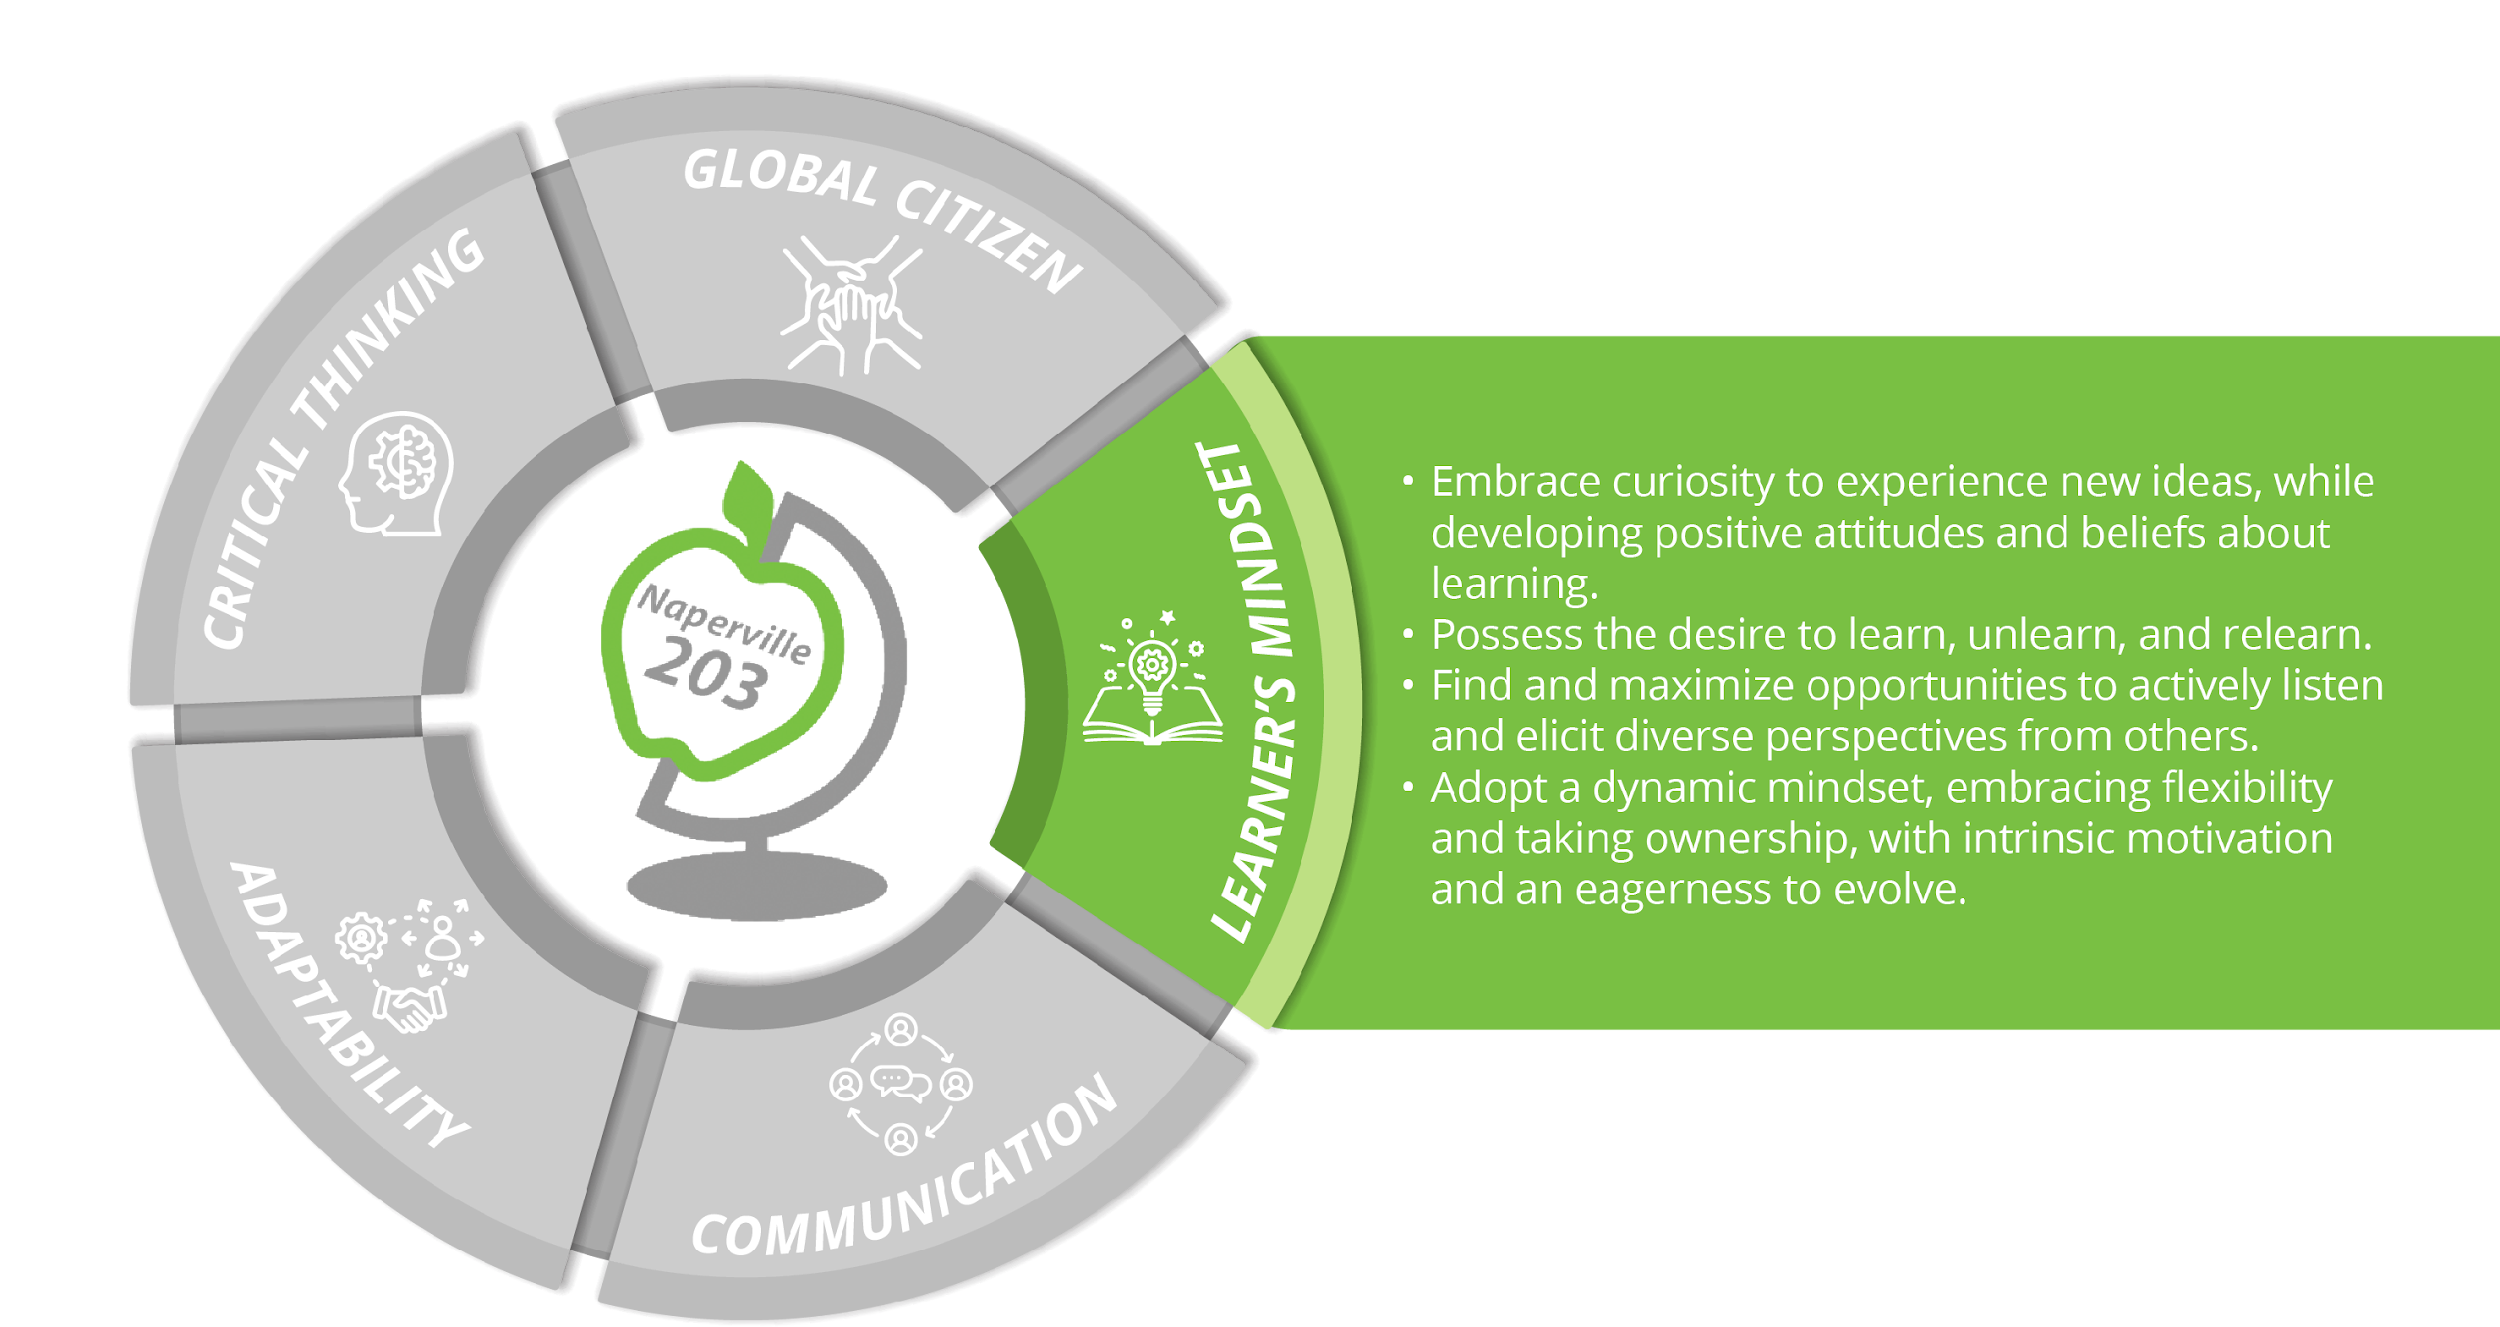 GLOBAL CITIZEN
CRITICAL THINKING
Naperville
203
LEARNER'S MINDSET
ADAPTABILITY
COMMUNICATION
• Embrace curiosity to experience new ideas, while
developing positive attitudes and beliefs about
learning.
• Possess the desire to learn, unlearn, and relearn.
• Find and maximize opportunities to actively listen
and elicit diverse perspectives from others.
• Adopt a dynamic mindset, embracing flexibility
and taking ownership, with intrinsic motivation
and an eagerness to evolve.